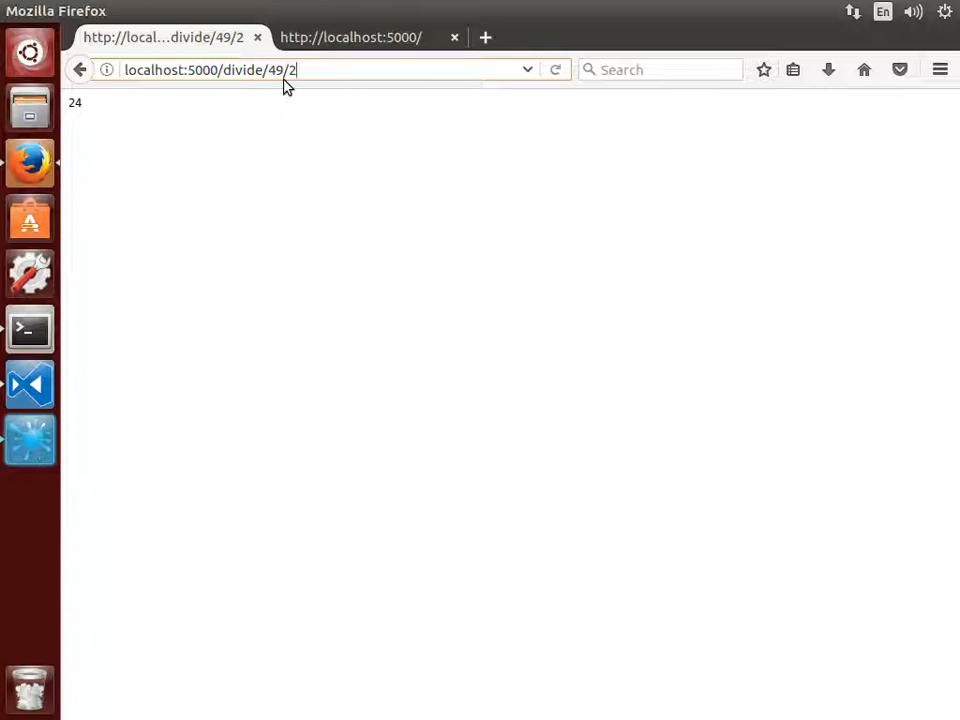 Mozilla Firefox
En
http://local...divide/49/2
http://localhost:5000/
localhost:5000/divide/49/2
Search
24